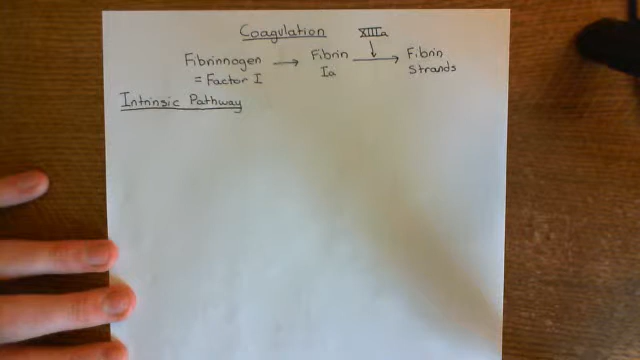 Coagulation
XIIIa
Fibrinnogen → Fibrin → Fibrin
= Factor I Ia Strands
Intrinsic Pathway